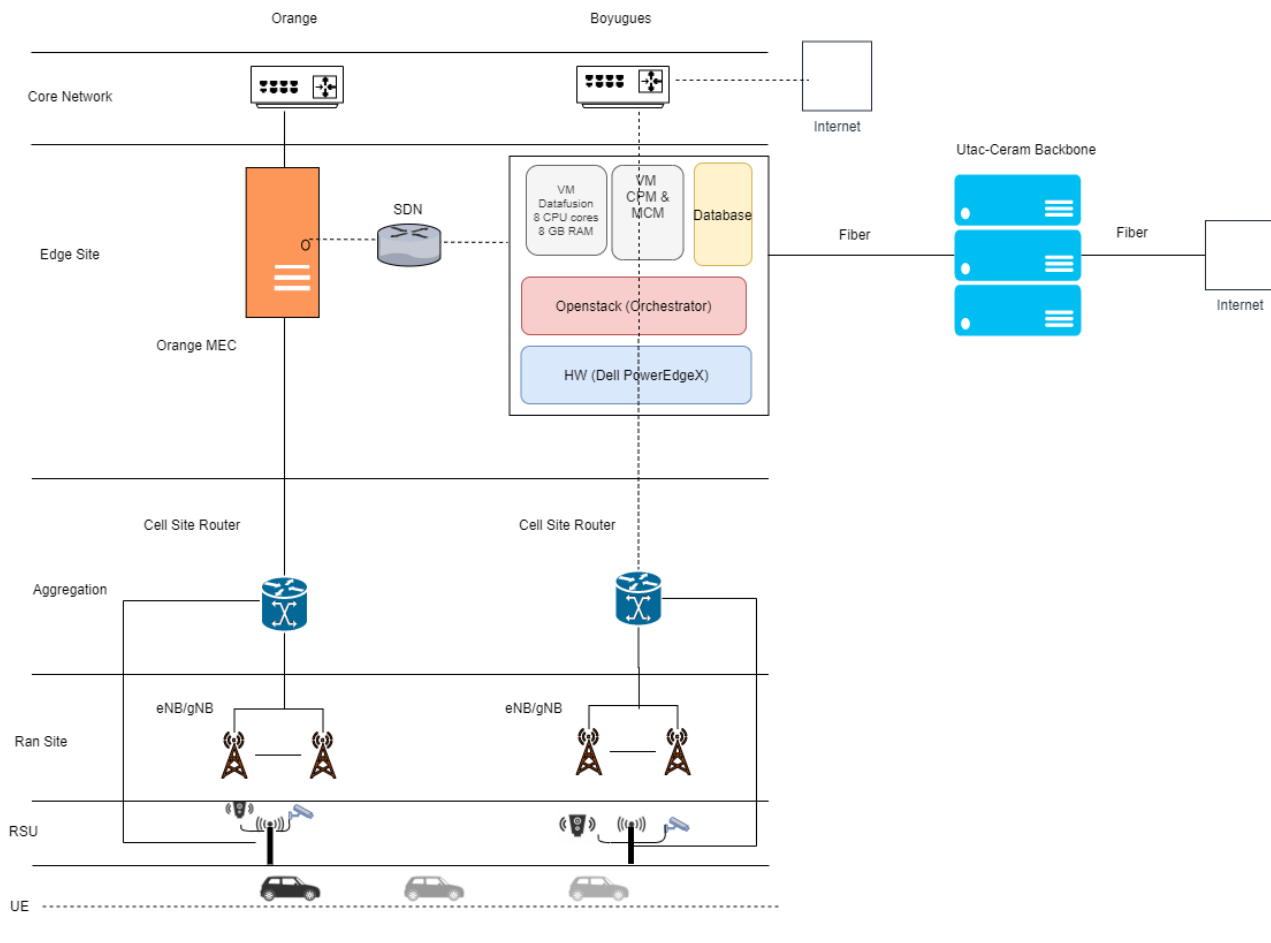 Orange
Boyugues
Core Network
Internet
Utac-Ceram Backbone
VM
Datafusion
8 CPU cores
8 GB RAM
VM
CPM &
MCM
Database
SDN
O
Fiber
Fiber
Edge Site
Internet
Openstack (Orchestrator)
Orange MEC
HW (Dell PowerEdgeX)
Cell Site Router
Cell Site Router
Aggregation
eNB/gNB
eNB/gNB
Ran Site
RSU
UE